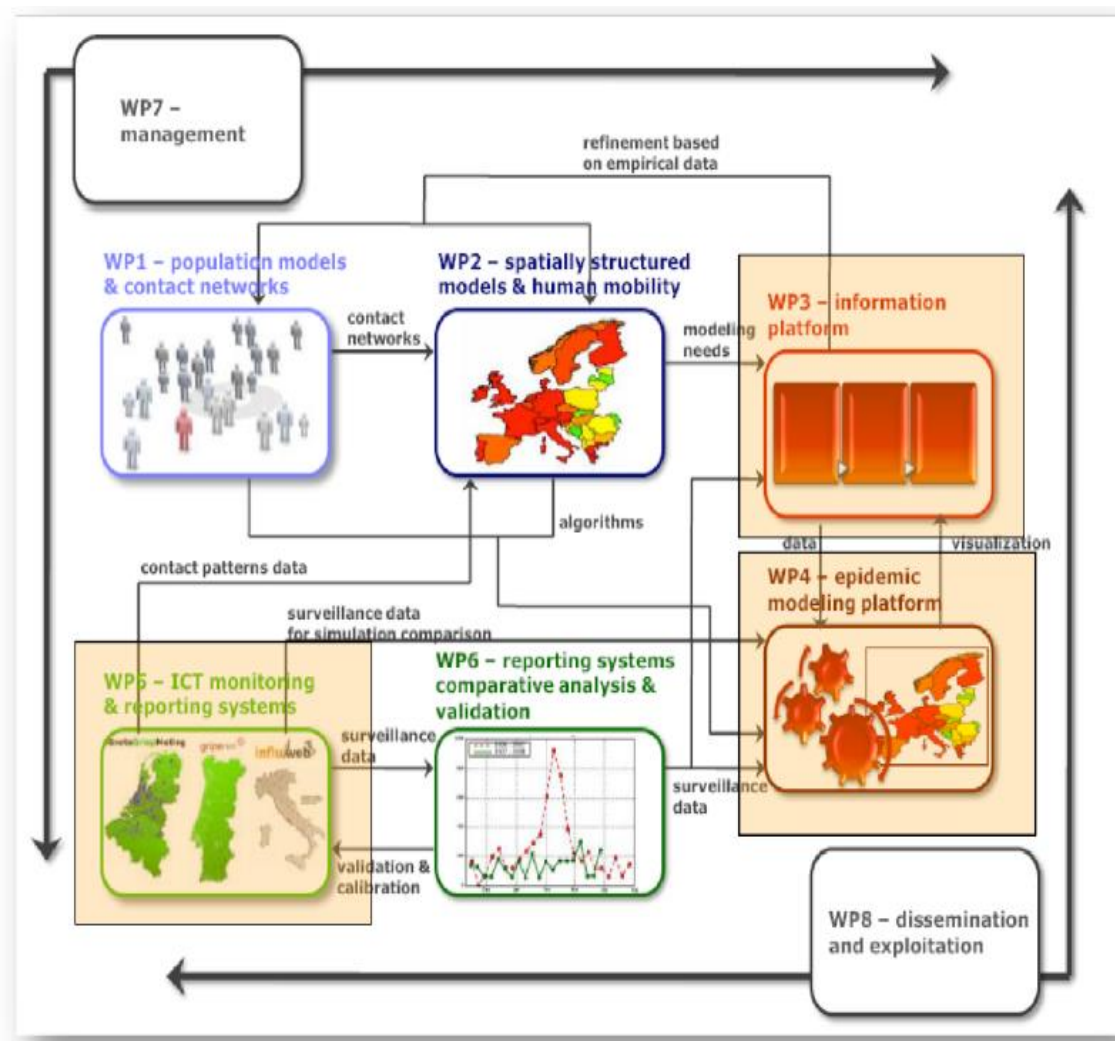 WP7 –
management
refinement based
on empirical data
WP1 – population models
& contact networks
WP2 – spatially structured
models & human mobility
WP3 – information
platform
contact
networks
modeling
needs
algorithms
data
visualization
contact patterns data
WP4 – epidemic
modeling platform
surveillance data
for simulation comparison
WP5 – ICT monitoring
& reporting systems
WP6 – reporting systems
comparative analysis &
validation
influweb
surveillance
data
surveillance
data
validation &
calibration
WP8 – dissemination
and exploitation